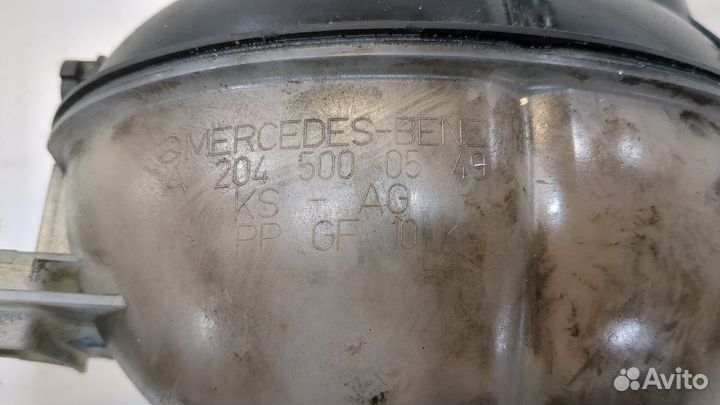 MERCEDES-BENZ
A 204 500 05 49
KS - AG
> PP GF 10 <
Avito